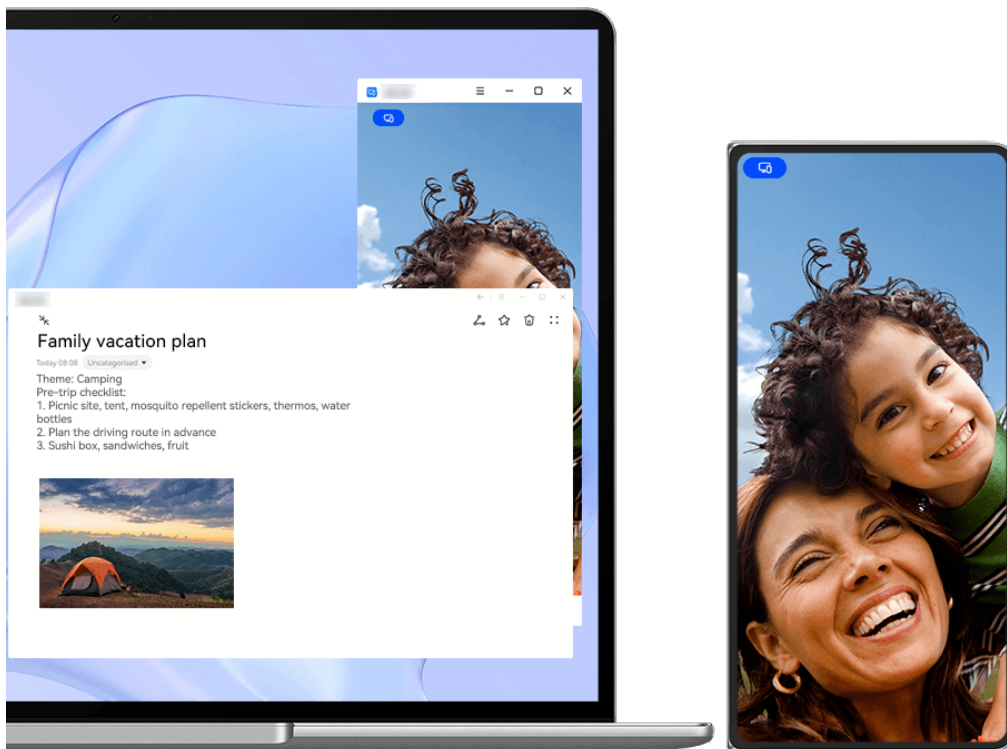 Family vacation plan
Today 08:08 Uncategorised
Theme: Camping
Pre-trip checklist:
1. Picnic site, tent, mosquito repellent stickers, thermos, water
bottles
2. Plan the driving route in advance
3. Sushi box, sandwiches, fruit